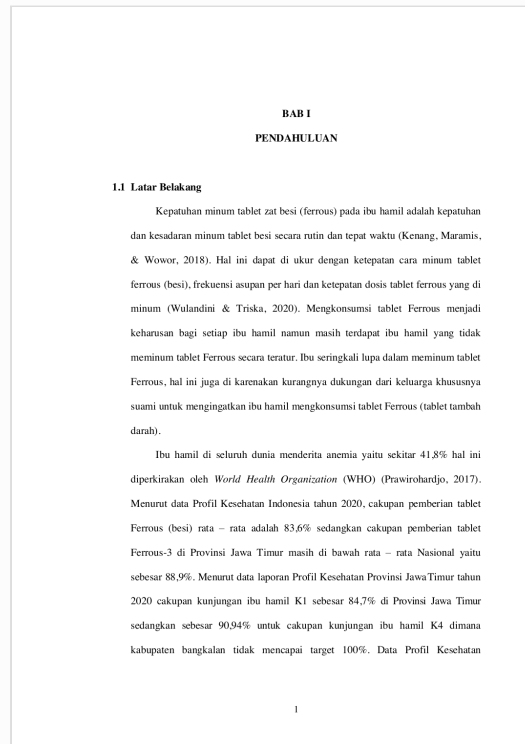 BAB I
PENDAHULUAN
1.1 Latar Belakang
Kepatuhan minum tablet zat besi (ferrous) pada ibu hamil adalah kepatuhan
dan kesadaran minum tablet besi secara rutin dan tepat waktu (Kenang, Maramis,
& Wowor, 2018). Hal ini dapat di ukur dengan ketepatan cara minum tablet
ferrous (besi), frekuensi asupan per hari dan ketepatan dosis tablet ferrous yang di
minum (Wulandini & Triska, 2020). Mengkonsumsi tablet Ferrous menjadi
keharusan bagi setiap ibu hamil namun masih terdapat ibu hamil yang tidak
meminum tablet Ferrous secara teratur. Ibu seringkali lupa dalam meminum tablet
Ferrous, hal ini juga di karenakan kurangnya dukungan dari keluarga khususnya
suami untuk mengingatkan ibu hamil mengkonsumsi tablet Ferrous (tablet tambah
darah).
Ibu hamil di seluruh dunia menderita anemia yaitu sekitar 41,8% hal ini
diperkirakan oleh World Health Organization (WHO) (Prawirohardjo, 2017).
Menurut data Profil Kesehatan Indonesia tahun 2020, cakupan pemberian tablet
Ferrous (besi) rata – rata adalah 83,6% sedangkan cakupan pemberian tablet
Ferrous-3 di Provinsi Jawa Timur masih di bawah rata – rata Nasional yaitu
sebesar 88,9%. Menurut data laporan Profil Kesehatan Provinsi Jawa Timur tahun
2020 cakupan kunjungan ibu hamil K1 sebesar 84,7% di Provinsi Jawa Timur
sedangkan sebesar 90,94% untuk cakupan kunjungan ibu hamil K4 dimana
kabupaten bangkalan tidak mencapai target 100%. Data Profil Kesehatan
1